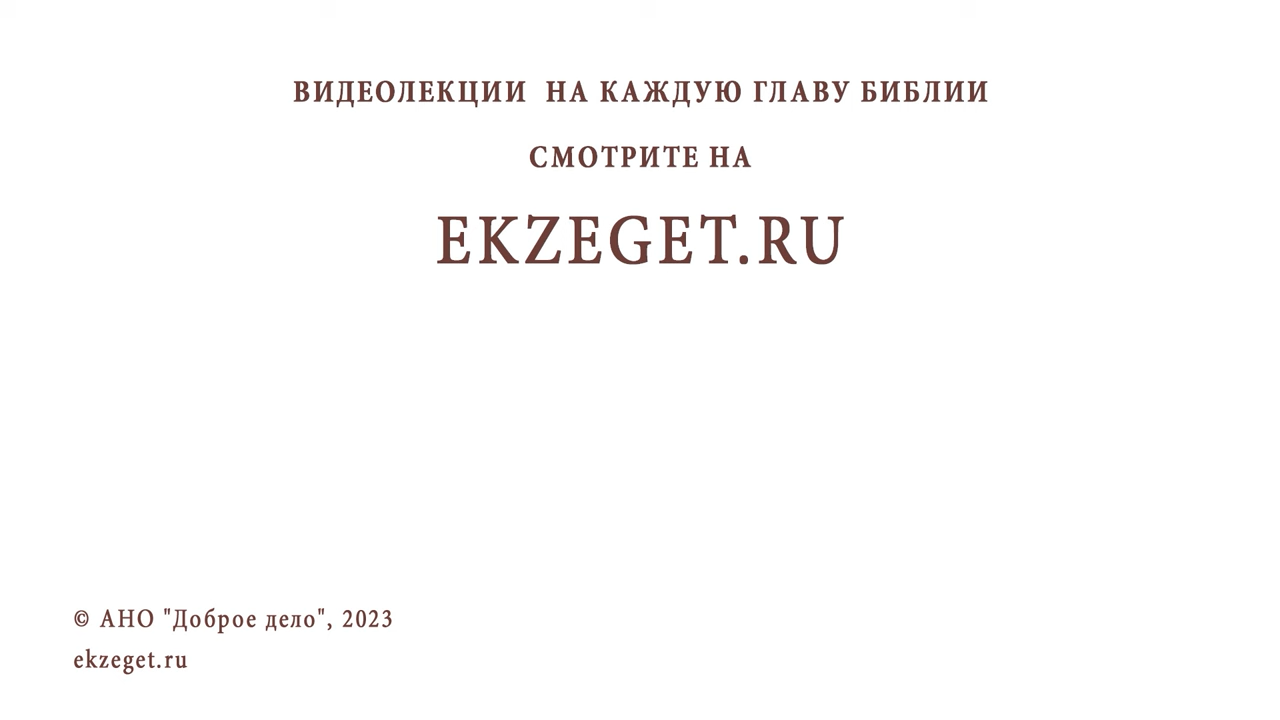 ВИДЕОЛЕКЦИИ НА КАЖДУЮ ГЛАВУ БИБЛИИ
СМОТРИТЕ НА
EKZEGET.RU
© АНО "Доброе дело", 2023
ekzeget.ru